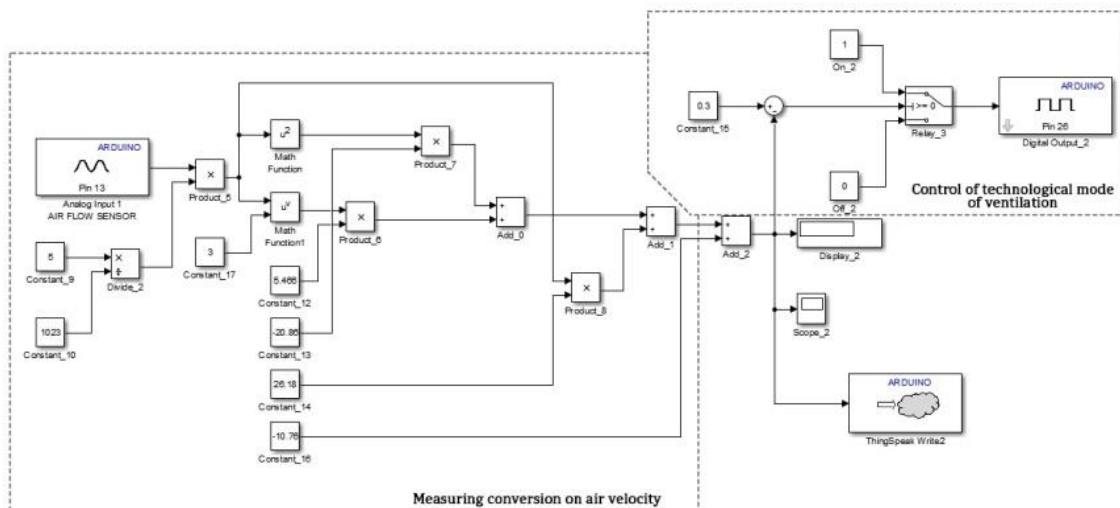 1
On_2
0.3
Constant_15
>= 0
Relay_3
ARDUINO
Pin 26
Digital Output_2
0
Off_2
Control of technological mode
of ventilation
ARDUINO
Pin 13
Analog Input 1
AIR FLOW SENSOR
×
Product_5
u²
Math
Function
uᵛ
Math
Function1
3
Constant_17
5
Constant_9
×
÷
Divide_2
1023
Constant_10
×
Product_7
×
Product_6
5.466
Constant_12
-20.86
Constant_13
26.18
Constant_14
-10.76
Constant_16
+
+
Add_0
×
Product_8
+
+
Add_1
+
+
Add_2
Display_2
Scope_2
ARDUINO
ThingSpeak Write2
Measuring conversion on air velocity